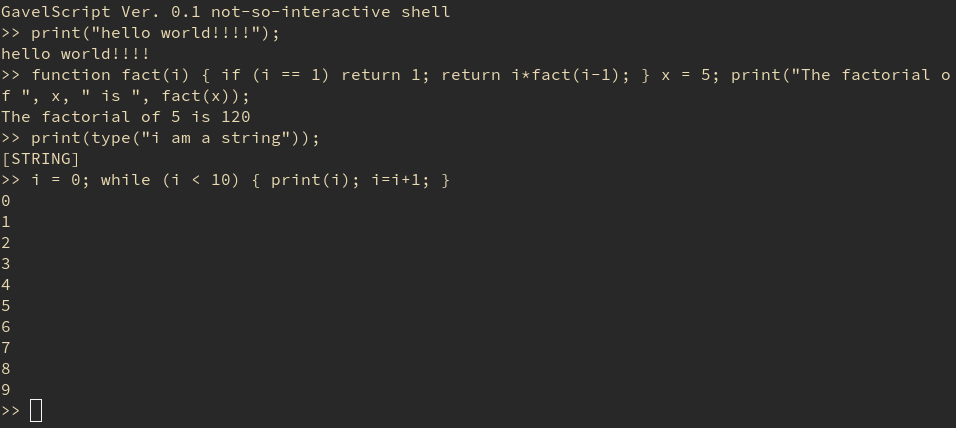 GavelScript Ver. 0.1 not-so-interactive shell
>> print("hello world!!!!");
hello world!!!!
>> function fact(i) { if (i == 1) return 1; return i*fact(i-1); } x = 5; print("The factorial o
f ", x, " is ", fact(x));
The factorial of 5 is 120
>> print(type("i am a string"));
[STRING]
>> i = 0; while (i < 10) { print(i); i=i+1; }
0
1
2
3
4
5
6
7
8
9
>>